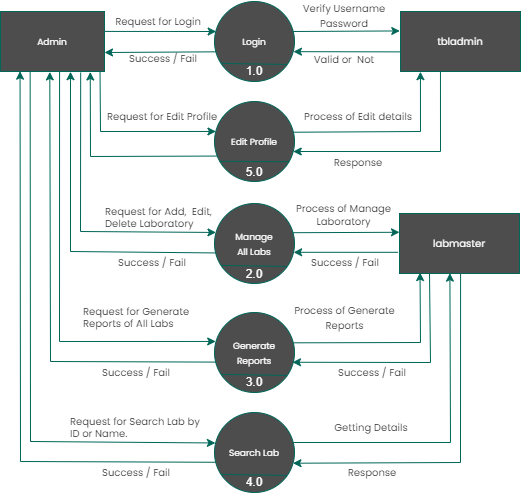 Admin
Request for Login
Success / Fail
Login
1.0
Verify Username
Password
Valid or Not
tbladmin
Request for Edit Profile
Edit Profile
5.0
Process of Edit details
Response
Request for Add, Edit,
Delete Laboratory
Success / Fail
Manage
All Labs
2.0
Process of Manage
Laboratory
Success / Fail
labmaster
Request for Generate
Reports of All Labs
Success / Fail
Generate
Reports
3.0
Process of Generate
Reports
Success / Fail
Request for Search Lab by
ID or Name.
Success / Fail
Search Lab
4.0
Getting Details
Response